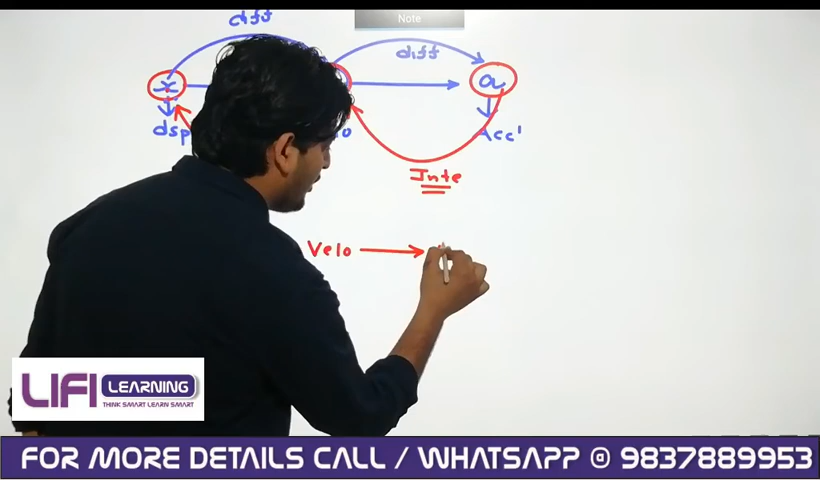 Note
diff
diff
x
a
dsp
lo
Acc'
Inte
Velo
LIFI LEARNING
THINK SMART LEARN SMART
FOR MORE DETAILS CALL / WHATSAPP @ 9837889953